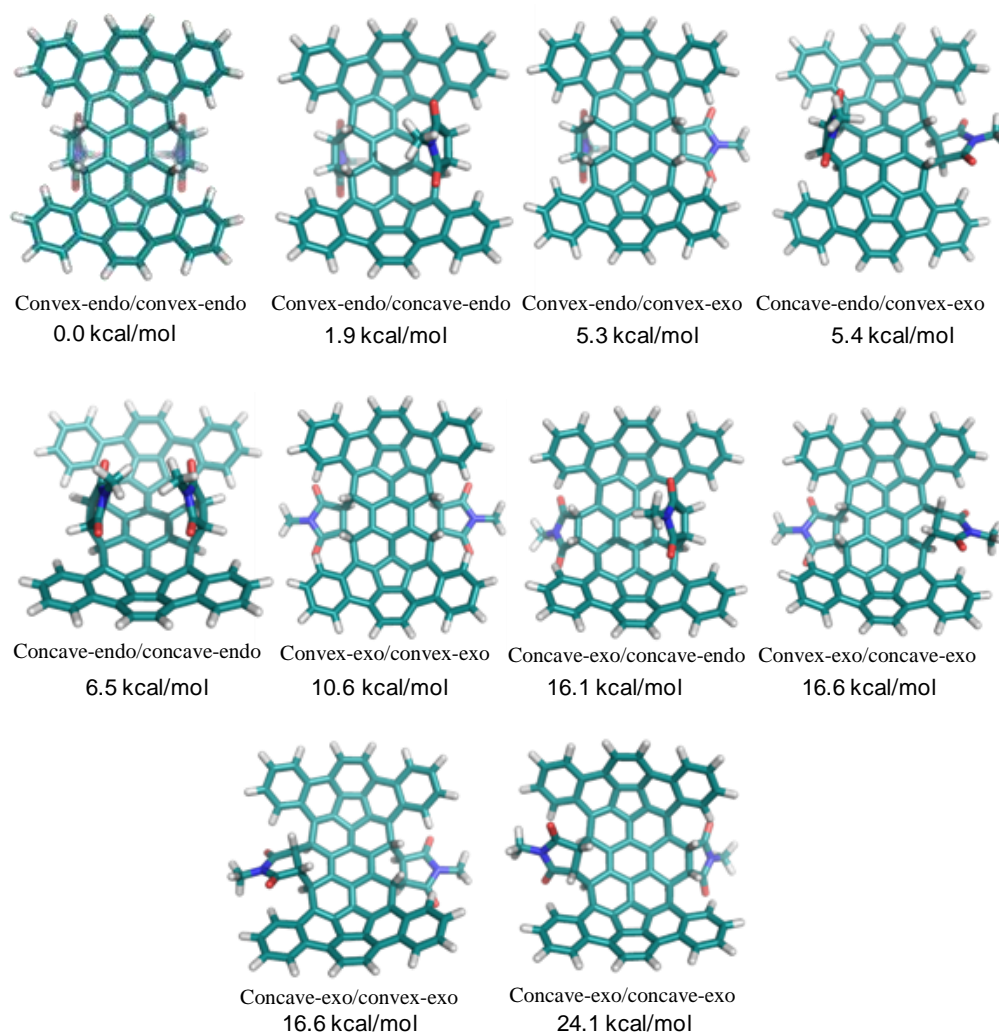 Convex-endo/convex-endo
0.0 kcal/mol
Convex-endo/concave-endo
1.9 kcal/mol
Convex-endo/convex-exo
5.3 kcal/mol
Concave-endo/convex-exo
5.4 kcal/mol
Concave-endo/concave-endo
6.5 kcal/mol
Convex-exo/convex-exo
10.6 kcal/mol
Concave-exo/concave-endo
16.1 kcal/mol
Convex-exo/concave-exo
16.6 kcal/mol
Concave-exo/convex-exo
16.6 kcal/mol
Concave-exo/concave-exo
24.1 kcal/mol